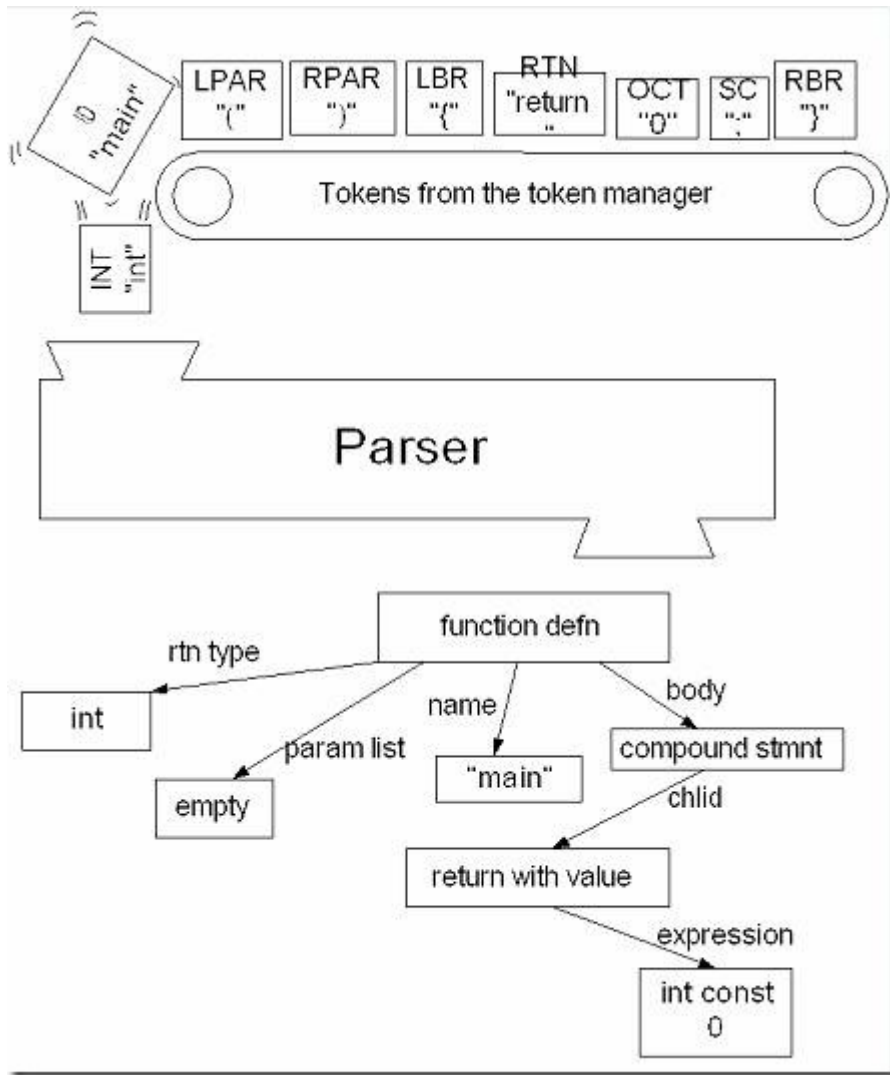 ID
"main"
LPAR
"("
RPAR
")"
LBR
"{"
RTN
"return
"
OCT
"0"
SC
";"
RBR
"}"
Tokens from the token manager
INT
"int"
Parser
function defn
rtn type
int
param list
empty
name
"main"
body
compound stmnt
chlid
return with value
expression
int const
0